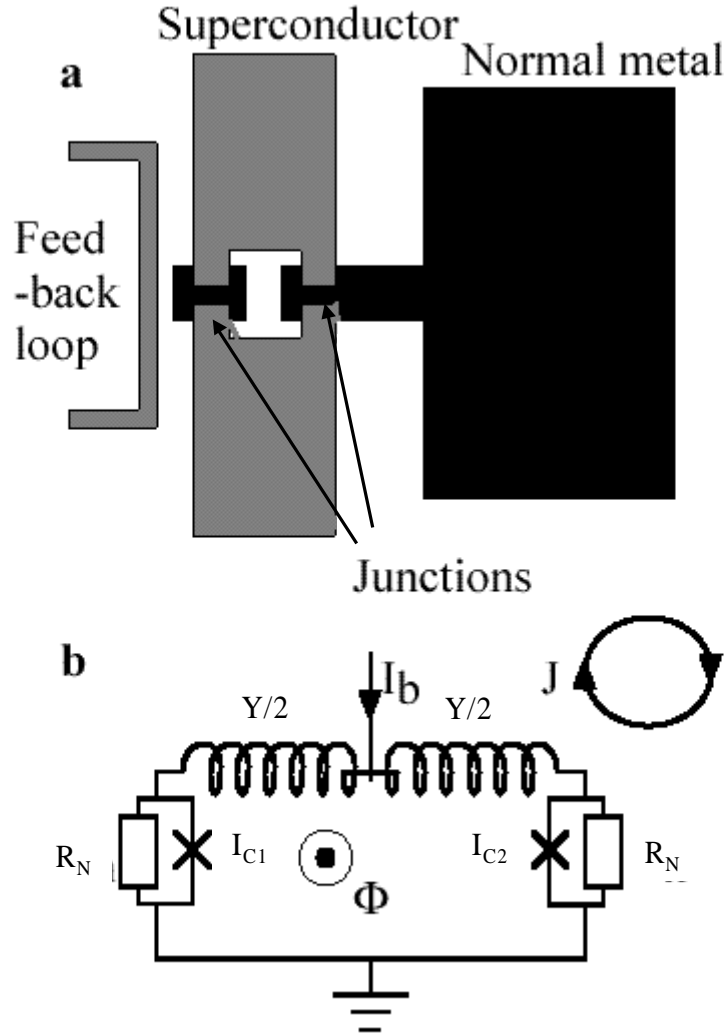 Superconductor
a
Normal metal
Feed
-back
loop
Junctions
b
I_b
J
Y/2
Y/2
R_N
I_C1
I_C2
R_N
Φ